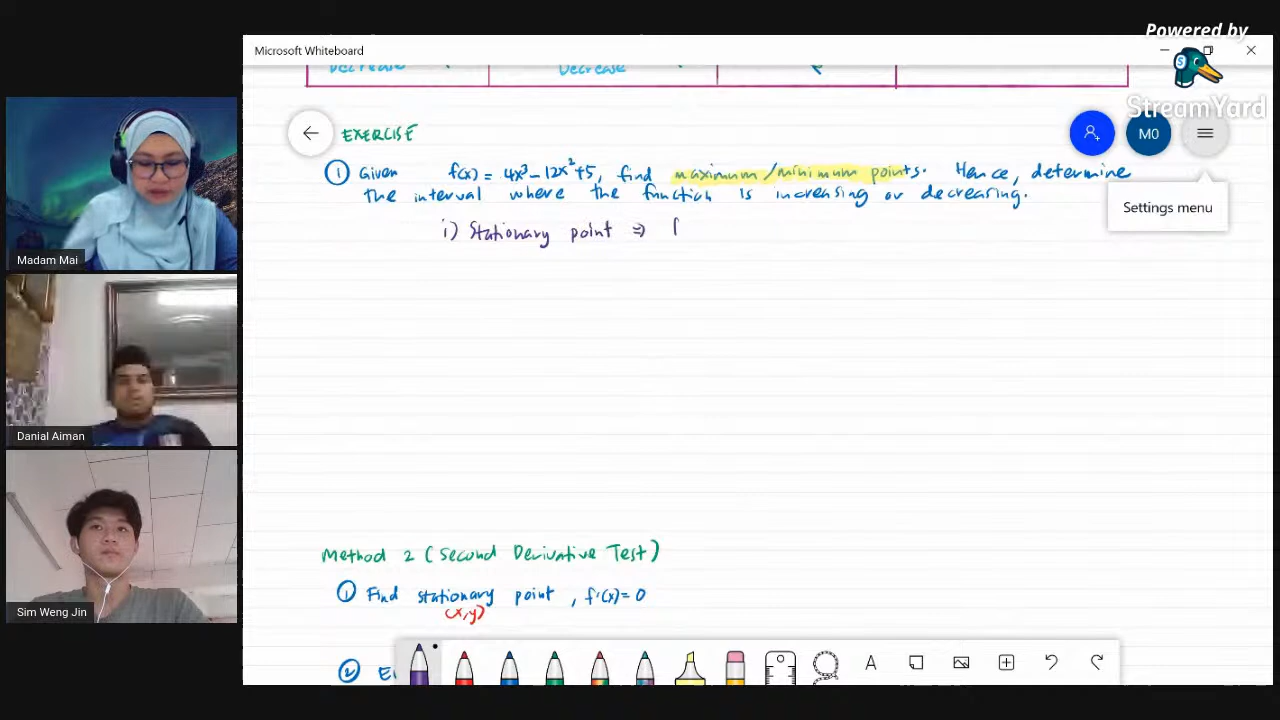 Powered by
StreamYard
Microsoft Whiteboard
Decrease
Decrease
EXERCISE
M0
① Given f(x) = 4x³ - 12x² + 5, find maximum/minimum points. Hence, determine
the interval where the function is increasing or decreasing.
Settings menu
i) Stationary point ⇒
Madam Mai
Danial Aiman
Sim Weng Jin
Method 2 (Second Derivative Test)
① Find stationary point, f'(x) = 0
(x,y)
②
A